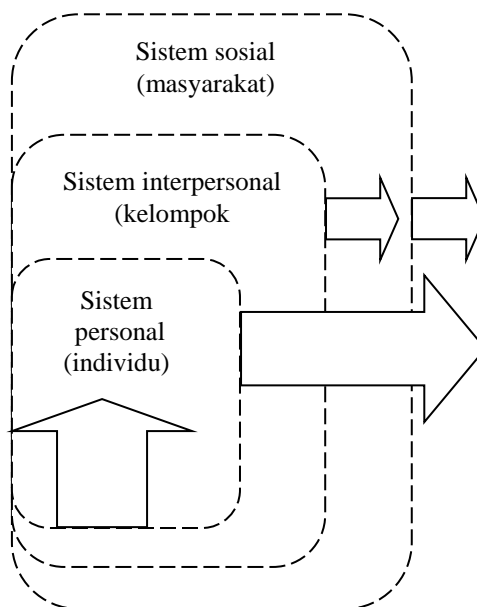 Sistem sosial
(masyarakat)
Sistem interpersonal
(kelompok
Sistem
personal
(individu)